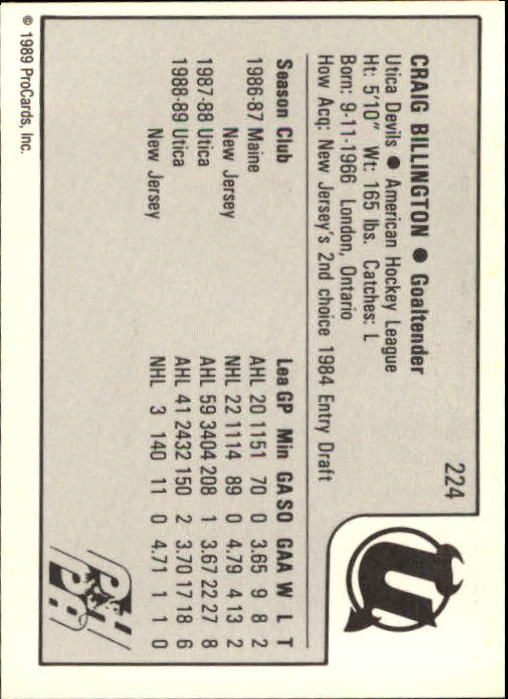 224
CRAIG BILLINGTON ● Goaltender
Utica Devils ● American Hockey League
Ht: 5'10" Wt: 165 lbs. Catches: L
Born: 9-11-1966 London, Ontario
How Acq: New Jersey's 2nd choice 1984 Entry Draft
Season Club Lea GP Min GA SO GAA W L T
1986-87 Maine AHL 20 1151 70 0 3.65 9 8 2
New Jersey NHL 22 1114 89 0 4.79 4 13 2
1987-88 Utica AHL 59 3404 208 1 3.67 22 27 8
1988-89 Utica AHL 41 2432 150 2 3.70 17 18 6
New Jersey NHL 3 140 11 0 4.71 1 1 0
© 1989 ProCards, Inc.
U